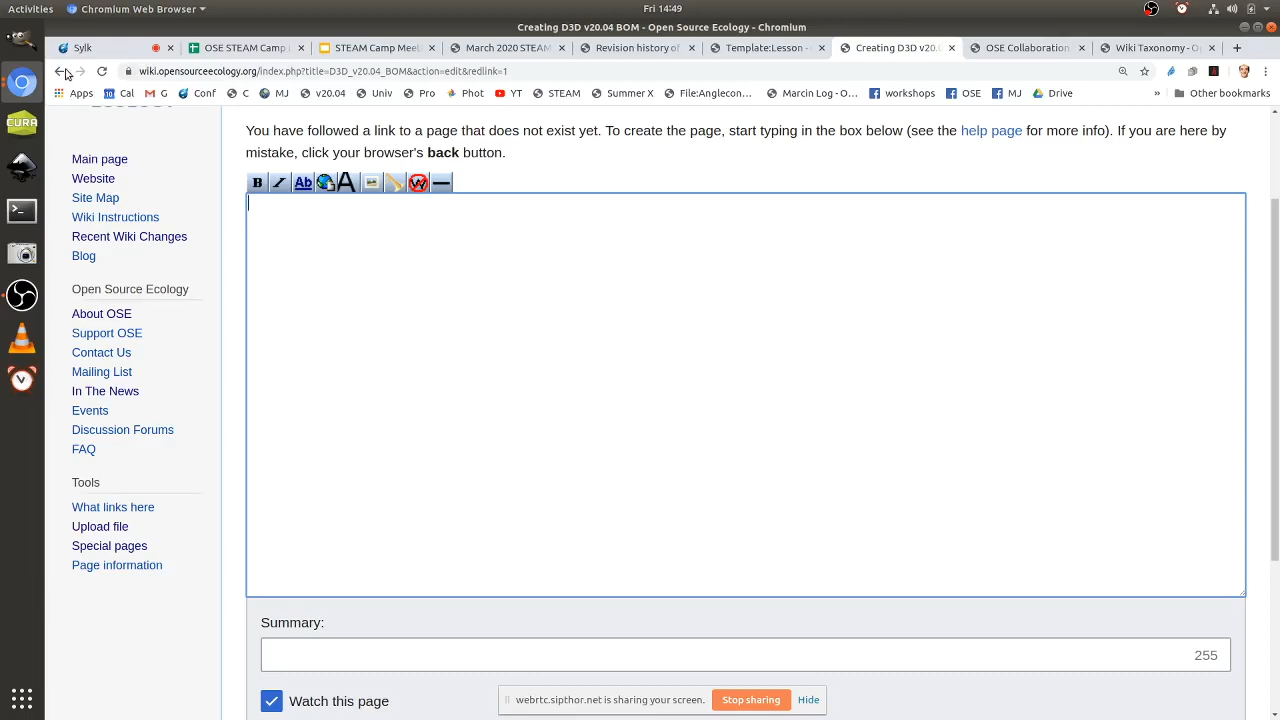 Activities
Chromium Web Browser
Fri 14:49
Creating D3D v20.04 BOM - Open Source Ecology - Chromium
Sylk
OSE STEAM Camp
STEAM Camp Mee
March 2020 STEAM
Revision history of
Template:Lesson -
Creating D3D v20.0
OSE Collaboration
Wiki Taxonomy - O
wiki.opensourceecology.org/index.php?title=D3D_v20.04_BOM&action=edit&redlink=1
Apps
Cal
G
Conf
C
MJ
v20.04
Univ
Pro
Phot
YT
STEAM
Summer X
File:Anglecon...
Marcin Log - O...
workshops
OSE
MJ
Drive
»
Other bookmarks
You have followed a link to a page that does not exist yet. To create the page, start typing in the box below (see the help page for more info). If you are here by
mistake, click your browser's back button.
B
I
Ab
A
W
Main page
Website
Site Map
Wiki Instructions
Recent Wiki Changes
Blog
Open Source Ecology
About OSE
Support OSE
Contact Us
Mailing List
In The News
Events
Discussion Forums
FAQ
Tools
What links here
Upload file
Special pages
Page information
CURA
Summary:
255
Watch this page
webrtc.sipthor.net is sharing your screen.
Stop sharing
Hide